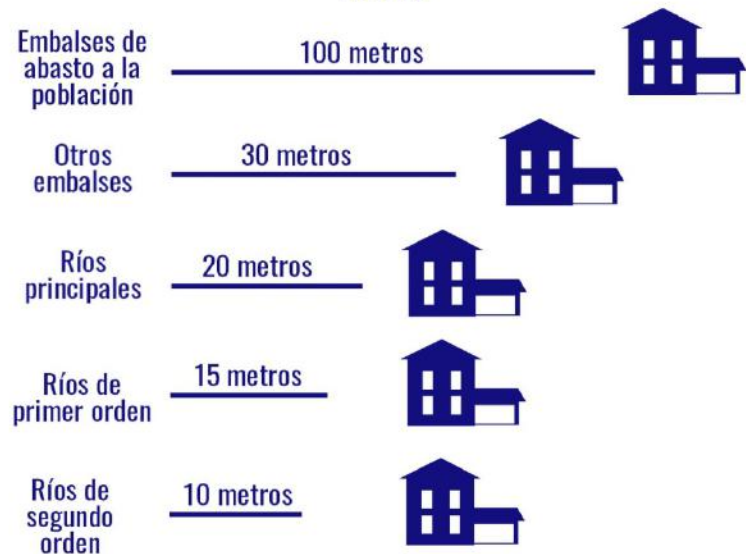 Embalses de
abasto a la
población
100 metros
Otros
embalses
30 metros
Ríos
principales
20 metros
Ríos de
primer orden
15 metros
Ríos de
segundo
orden
10 metros